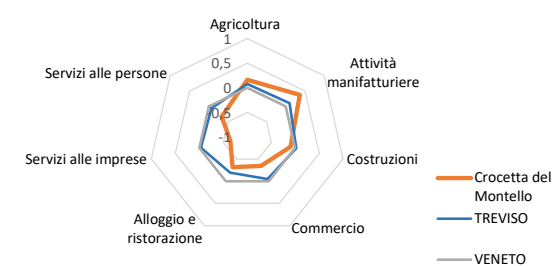 Agricoltura
1
0,5
0
0,5
-1
Attività
manifatturiere
Costruzioni
Commercio
Alloggio e
ristorazione
Servizi alle imprese
Servizi alle persone
Crocetta del
Montello
TREVISO
VENETO